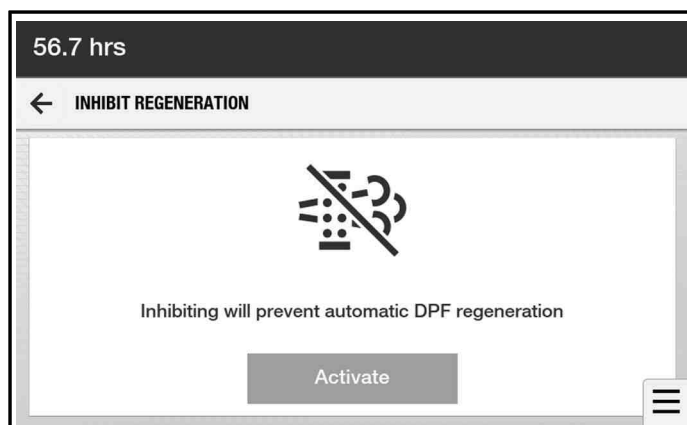 56.7 hrs
INHIBIT REGENERATION
Inhibiting will prevent automatic DPF regeneration
Activate